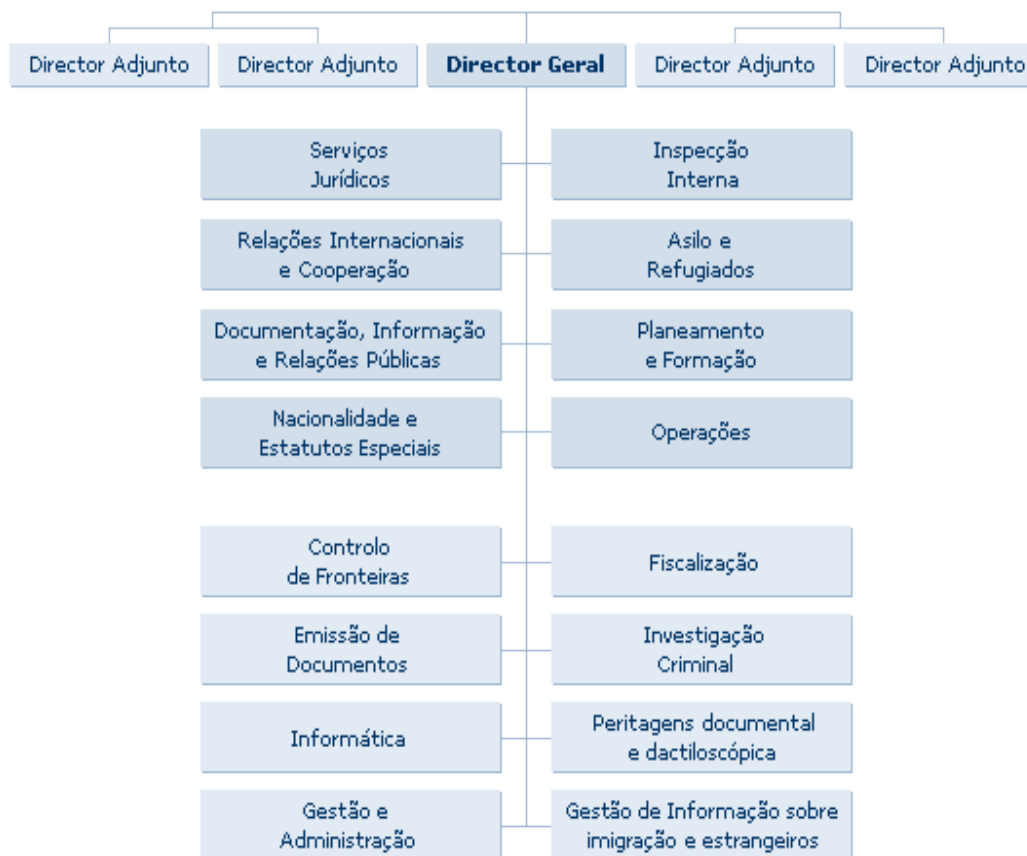 Director Adjunto
Director Adjunto
Director Geral
Director Adjunto
Director Adjunto
Serviços
Jurídicos
Inspecção
Interna
Relações Internacionais
e Cooperação
Asilo e
Refugiados
Documentação, Informação
e Relações Públicas
Planeamento
e Formação
Nacionalidade e
Estatutos Especiais
Operações
Controlo
de Fronteiras
Fiscalização
Emissão de
Documentos
Investigação
Criminal
Informática
Peritagens documental
e dactiloscópica
Gestão e
Administração
Gestão de Informação sobre
imigração e estrangeiros